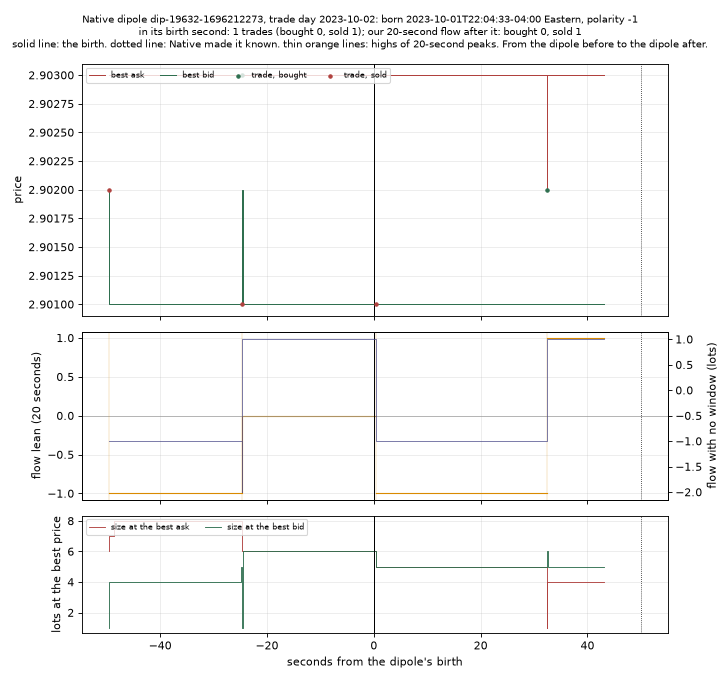 Native dipole dip-19632-1696212273, trade day 2023-10-02: born 2023-10-01T22:04:33-04:00 Eastern, polarity -1
in its birth second: 1 trades (bought 0, sold 1); our 20-second flow after it: bought 0, sold 1
solid line: the birth. dotted line: Native made it known. thin orange lines: highs of 20-second peaks. From the dipole before to the dipole after.
best ask
best bid
trade, bought
trade, sold
2.90300
2.90275
2.90250
2.90225
2.90200
2.90175
2.90150
2.90125
2.90100
price
1.0
0.5
0.0
−0.5
−1.0
flow lean (20 seconds)
1.0
0.5
0.0
−0.5
−1.0
−1.5
−2.0
flow with no window (lots)
size at the best ask
size at the best bid
8
6
4
2
lots at the best price
−40
−20
0
20
40
seconds from the dipole's birth